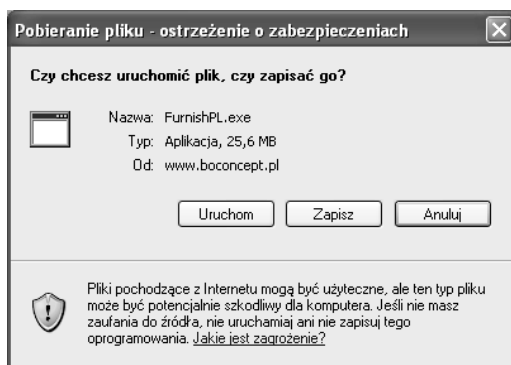 Pobieranie pliku - ostrzeżenie o zabezpieczeniach
Czy chcesz uruchomić plik, czy zapisać go?
Nazwa: FurnishPL.exe
Typ: Aplikacja, 25,6 MB
Od: www.boconcept.pl
Uruchom Zapisz Anuluj
Pliki pochodzące z Internetu mogą być użyteczne, ale ten typ pliku
może być potencjalnie szkodliwy dla komputera. Jeśli nie masz
zaufania do źródła, nie uruchamiaj ani nie zapisuj tego
oprogramowania. Jakie jest zagrożenie?